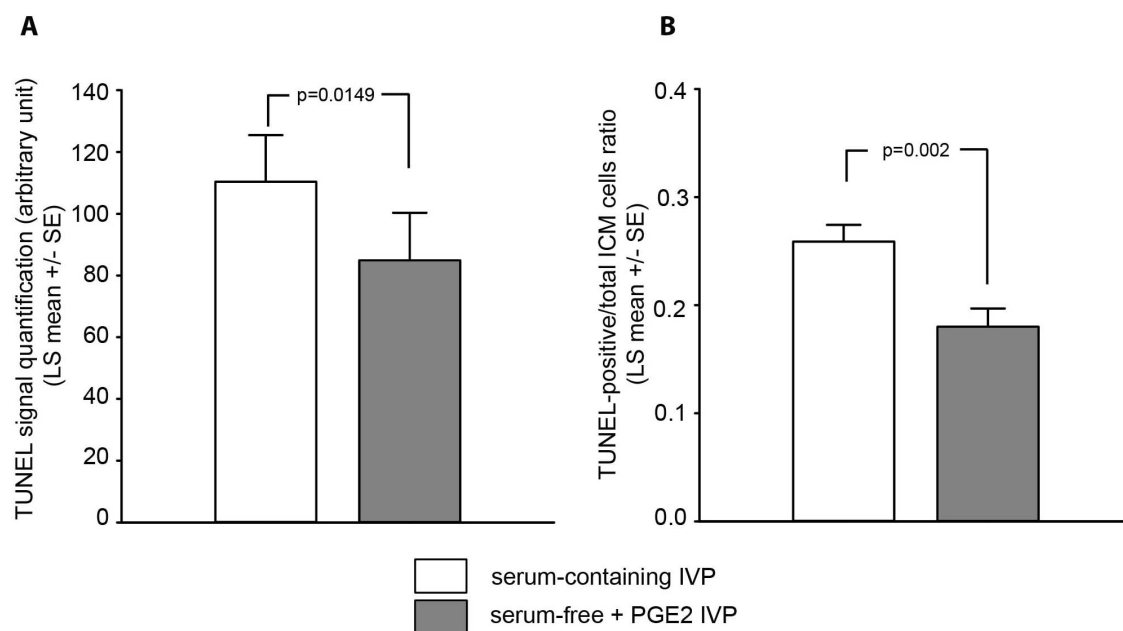 A
TUNEL signal quantification (arbitrary unit)
(LS mean +/- SE)
140
120
100
80
60
40
20
0
p=0.0149
B
TUNEL-positive/total ICM cells ratio
(LS mean +/- SE)
0.4
0.3
0.2
0.1
0.0
p=0.002
serum-containing IVP
serum-free + PGE2 IVP